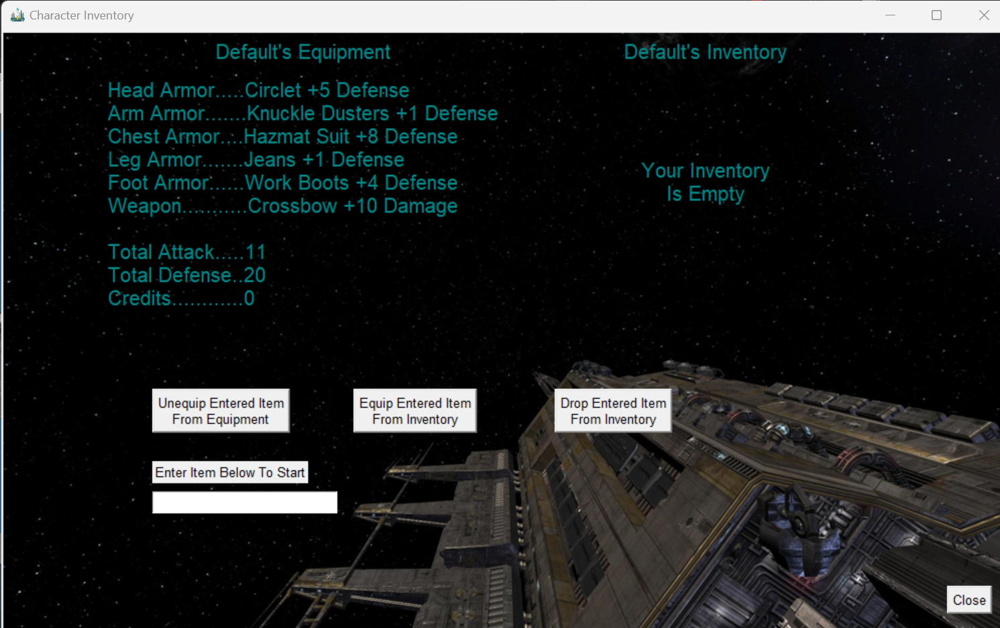 Character Inventory
Default's Equipment
Default's Inventory
Head Armor.....Circlet +5 Defense
Arm Armor.......Knuckle Dusters +1 Defense
Chest Armor....Hazmat Suit +8 Defense
Leg Armor.......Jeans +1 Defense
Foot Armor......Work Boots +4 Defense
Weapon...........Crossbow +10 Damage
Your Inventory
Is Empty
Total Attack.....11
Total Defense..20
Credits............0
Unequip Entered Item
From Equipment
Equip Entered Item
From Inventory
Drop Entered Item
From Inventory
Enter Item Below To Start
Close